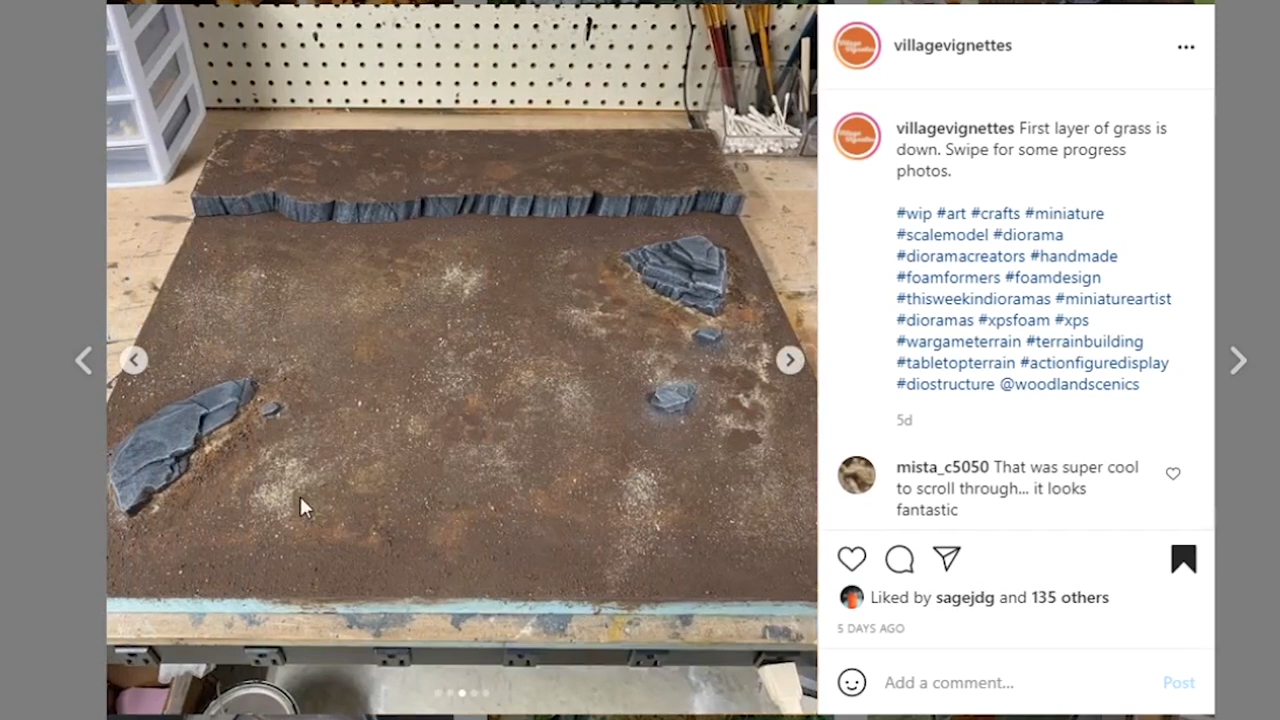 villagevignettes
villagevignettes First layer of grass is
down. Swipe for some progress
photos.
#wip #art #crafts #miniature
#scalemodel #diorama
#dioramacreators #handmade
#foamformers #foamdesign
#thisweekindioramas #miniatureartist
#dioramas #xpsfoam #xps
#wargameterrain #terrainbuilding
#tabletopterrain #actionfiguredisplay
#diostructure @woodlandscenics
5d
mista_c5050 That was super cool
to scroll through... it looks
fantastic
Liked by sagejdg and 135 others
5 DAYS AGO
Add a comment...
Post